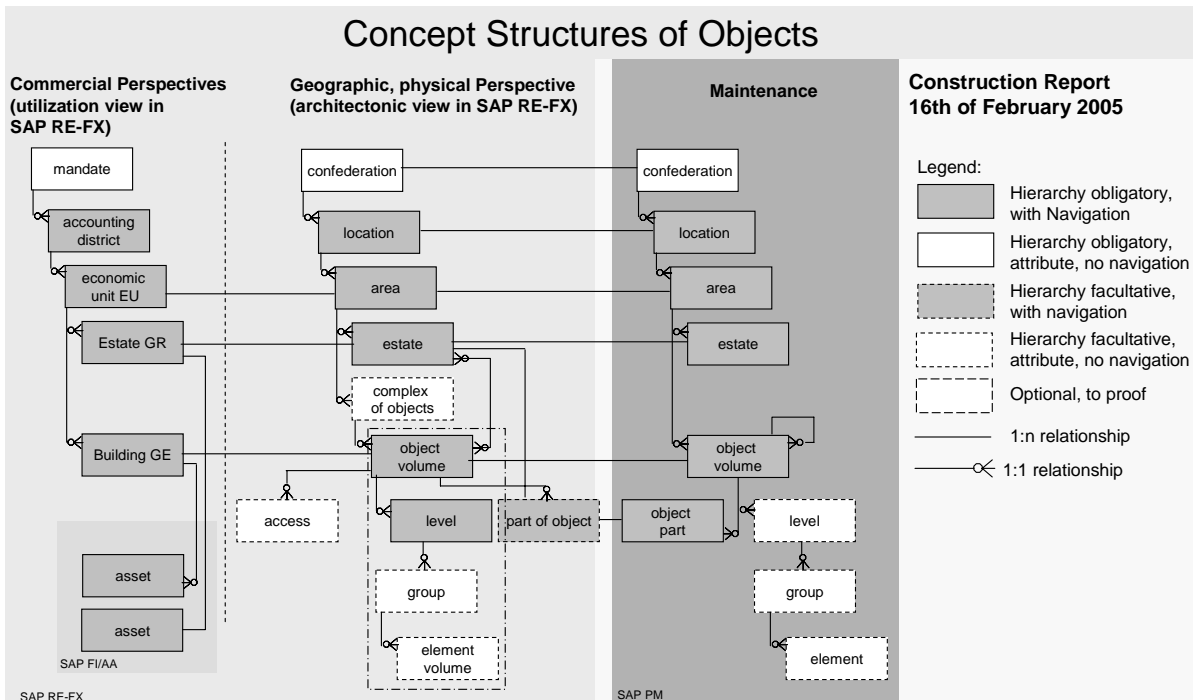 Concept Structures of Objects
Commercial Perspectives
(utilization view in
SAP RE-FX)
mandate
accounting
district
economic
unit EU
Estate GR
Building GE
asset
asset
SAP FI/AA
SAP RE-FX
Geographic, physical Perspective
(architectonic view in SAP RE-FX)
confederation
location
area
estate
complex
of objects
object
volume
access
level
part of object
group
element
volume
Maintenance
confederation
location
area
estate
object
volume
object
part
level
group
element
SAP PM
Construction Report
16th of February 2005
Legend:
Hierarchy obligatory,
with Navigation
Hierarchy obligatory,
attribute, no navigation
Hierarchy facultative,
with navigation
Hierarchy facultative,
attribute, no navigation
Optional, to proof
1:n relationship
1:1 relationship